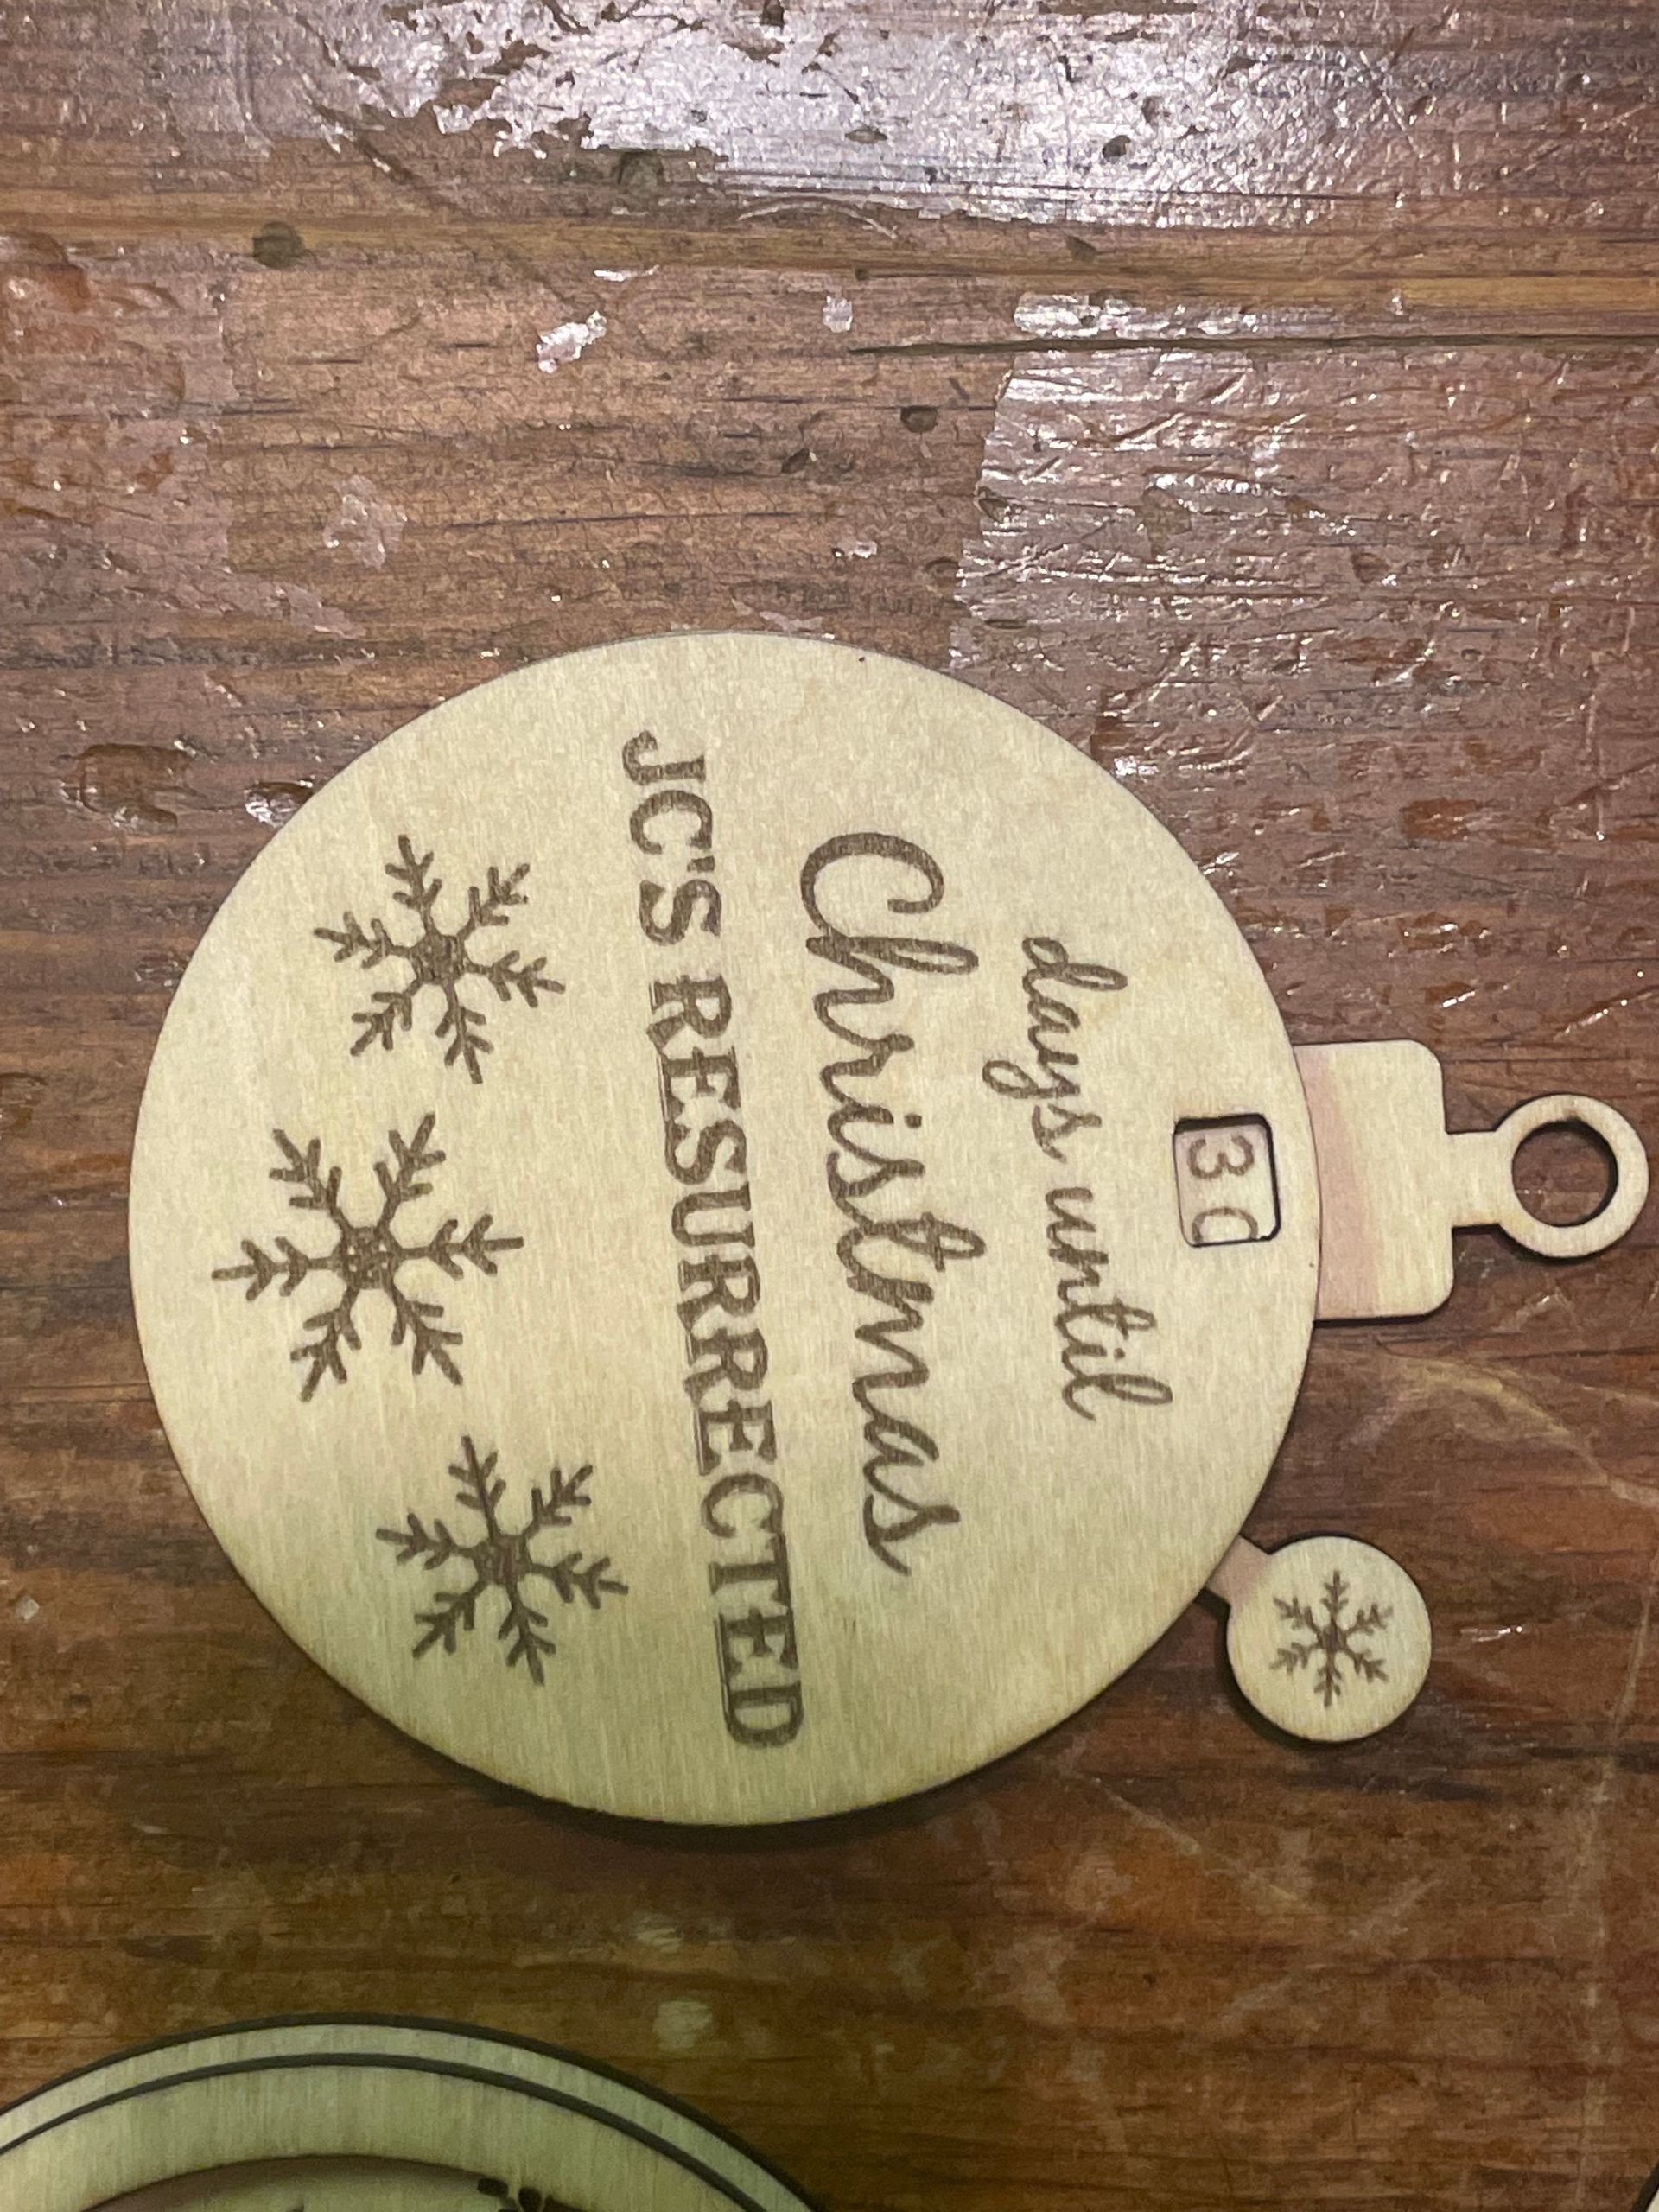 30
days until
Christmas
JC'S RESURRECTED